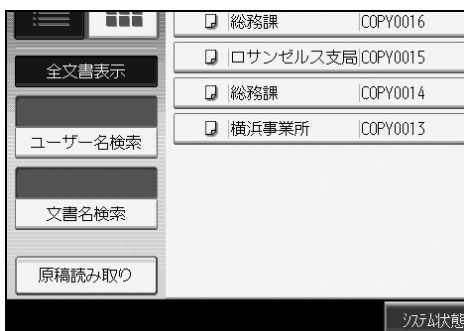 総務課 COPY0016
ロサンゼルス支局 COPY0015
全文書表示
総務課 COPY0014
横浜事業所 COPY0013
ユーザー名検索
文書名検索
原稿読み取り
システム状態